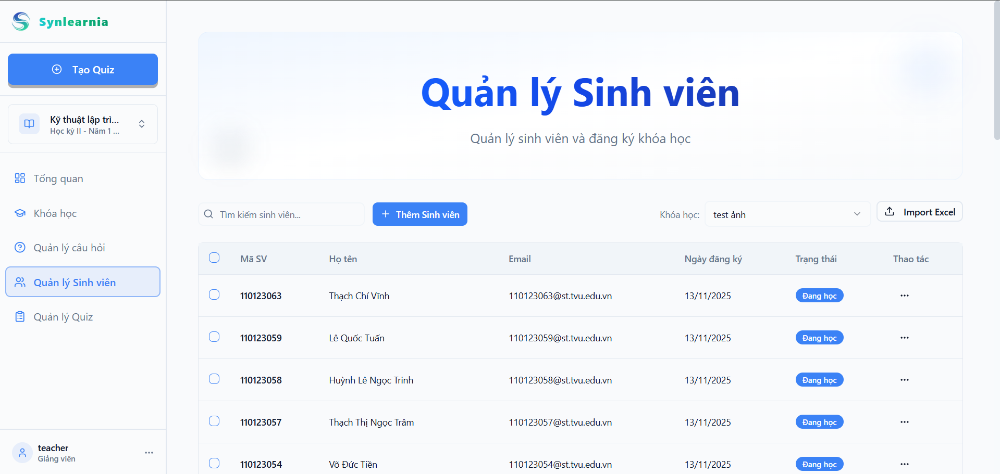 Synlearnia
Tạo Quiz
Kỹ thuật lập trì...
Học kỳ II - Năm 1 ...
Tổng quan
Khóa học
Quản lý câu hỏi
Quản lý Sinh viên
Quản lý Quiz
teacher
Giảng viên
Quản lý Sinh viên
Quản lý sinh viên và đăng ký khóa học
Tìm kiếm sinh viên...
Thêm Sinh viên
Khóa học: test ảnh
Import Excel
Mã SV Họ tên Email Ngày đăng ký Trạng thái Thao tác
110123063 Thạch Chí Vĩnh 110123063@st.tvu.edu.vn 13/11/2025 Đang học
110123059 Lê Quốc Tuấn 110123059@st.tvu.edu.vn 13/11/2025 Đang học
110123058 Huỳnh Lê Ngọc Trinh 110123058@st.tvu.edu.vn 13/11/2025 Đang học
110123057 Thạch Thị Ngọc Trâm 110123057@st.tvu.edu.vn 13/11/2025 Đang học
110123054 Võ Đức Tiền 110123054@st.tvu.edu.vn 13/11/2025 Đang học